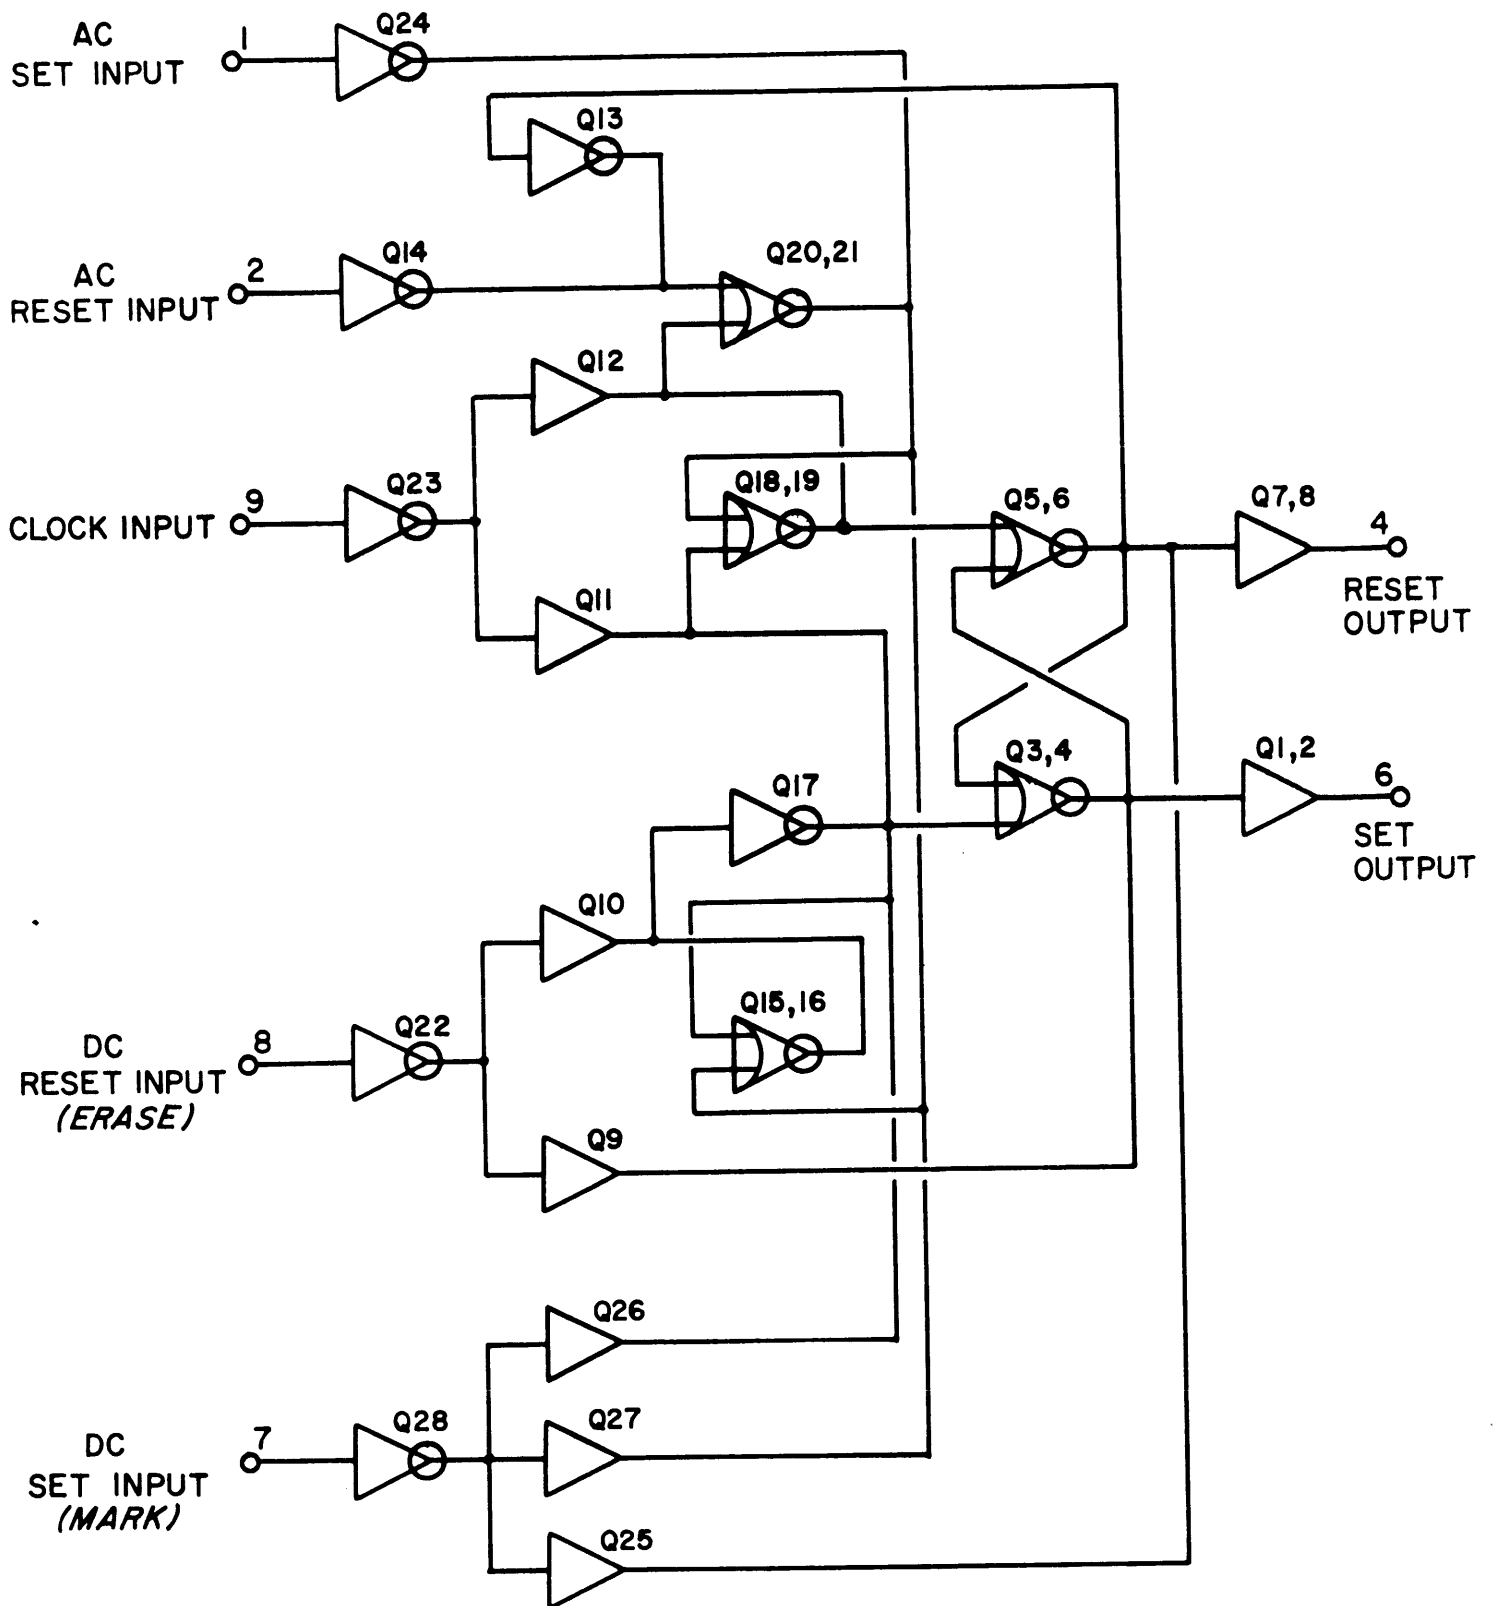 AC
SET INPUT
1
Q24
Q13
AC
RESET INPUT
2
Q14
Q20,21
Q12
CLOCK INPUT
9
Q23
Q18,19
Q5,6
Q7,8
4
RESET
OUTPUT
Q11
Q3,4
Q1,2
6
SET
OUTPUT
Q17
Q10
Q15,16
DC
RESET INPUT
(ERASE)
8
Q22
Q9
Q26
DC
SET INPUT
(MARK)
7
Q28
Q27
Q25